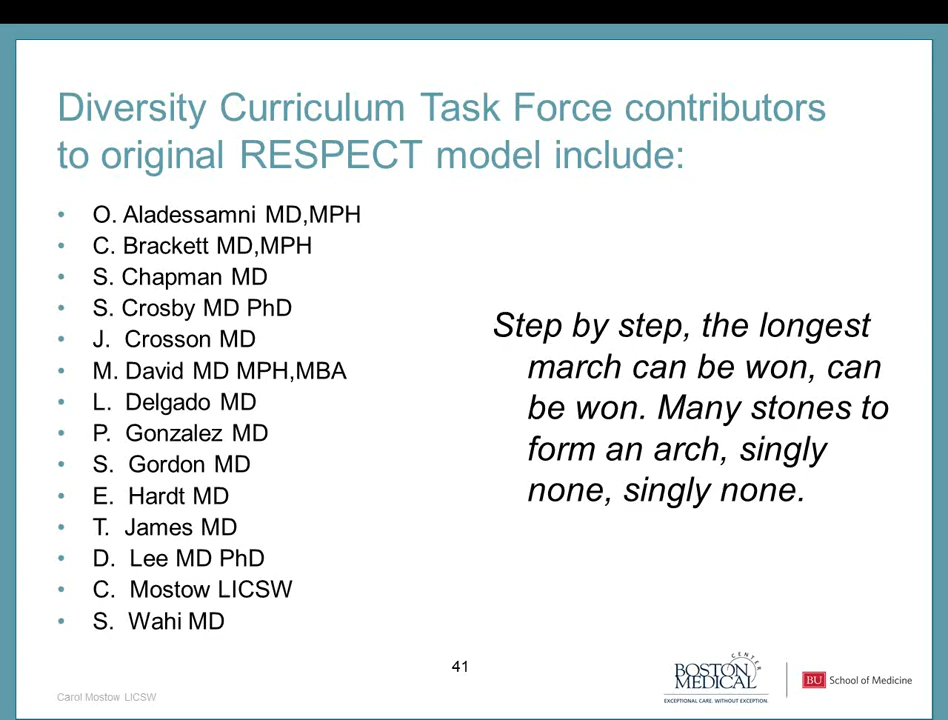 Diversity Curriculum Task Force contributors
to original RESPECT model include:
• O. Aladessamni MD,MPH
• C. Brackett MD,MPH
• S. Chapman MD
• S. Crosby MD PhD
• J. Crosson MD
• M. David MD MPH,MBA
• L. Delgado MD
• P. Gonzalez MD
• S. Gordon MD
• E. Hardt MD
• T. James MD
• D. Lee MD PhD
• C. Mostow LICSW
• S. Wahi MD
Step by step, the longest
march can be won, can
be won. Many stones to
form an arch, singly
none, singly none.
41
Carol Mostow LICSW
BOSTON
MEDICAL
CENTER
EXCEPTIONAL CARE. WITHOUT EXCEPTION
BU School of Medicine